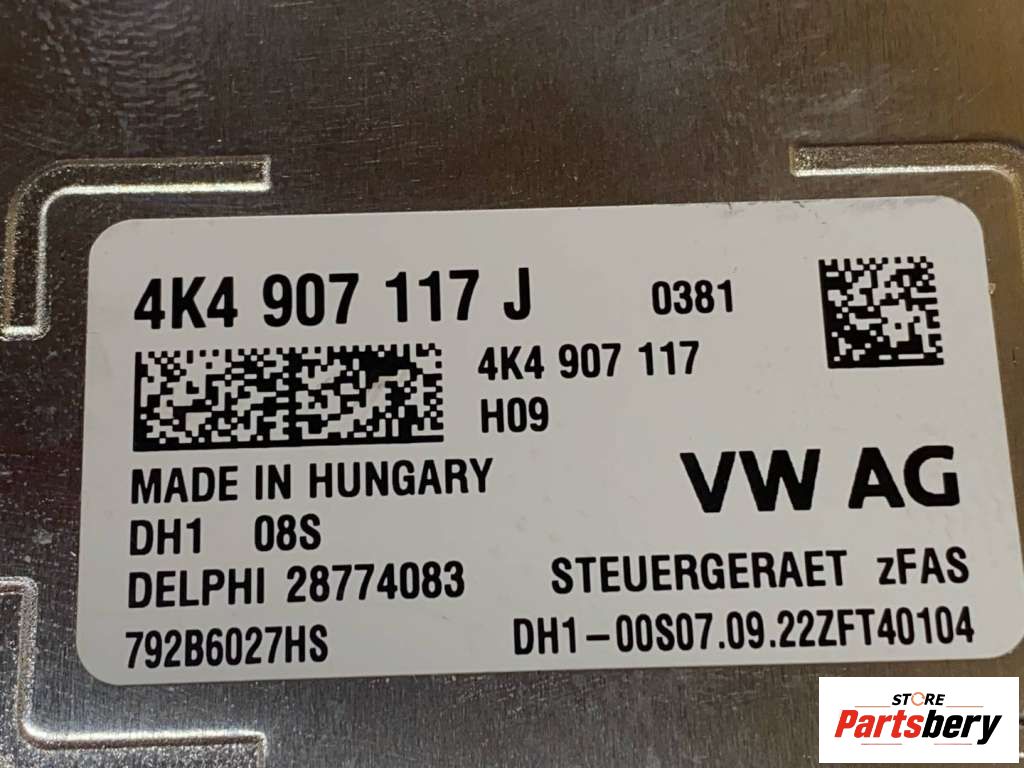 4K4 907 117 J 0381
4K4 907 117
H09
MADE IN HUNGARY
VW AG
DH1 08S
DELPHI 28774083
STEUERGERAET zFAS
792B6027HS
DH1-00S07.09.22ZFT40104
STORE
Partsbery